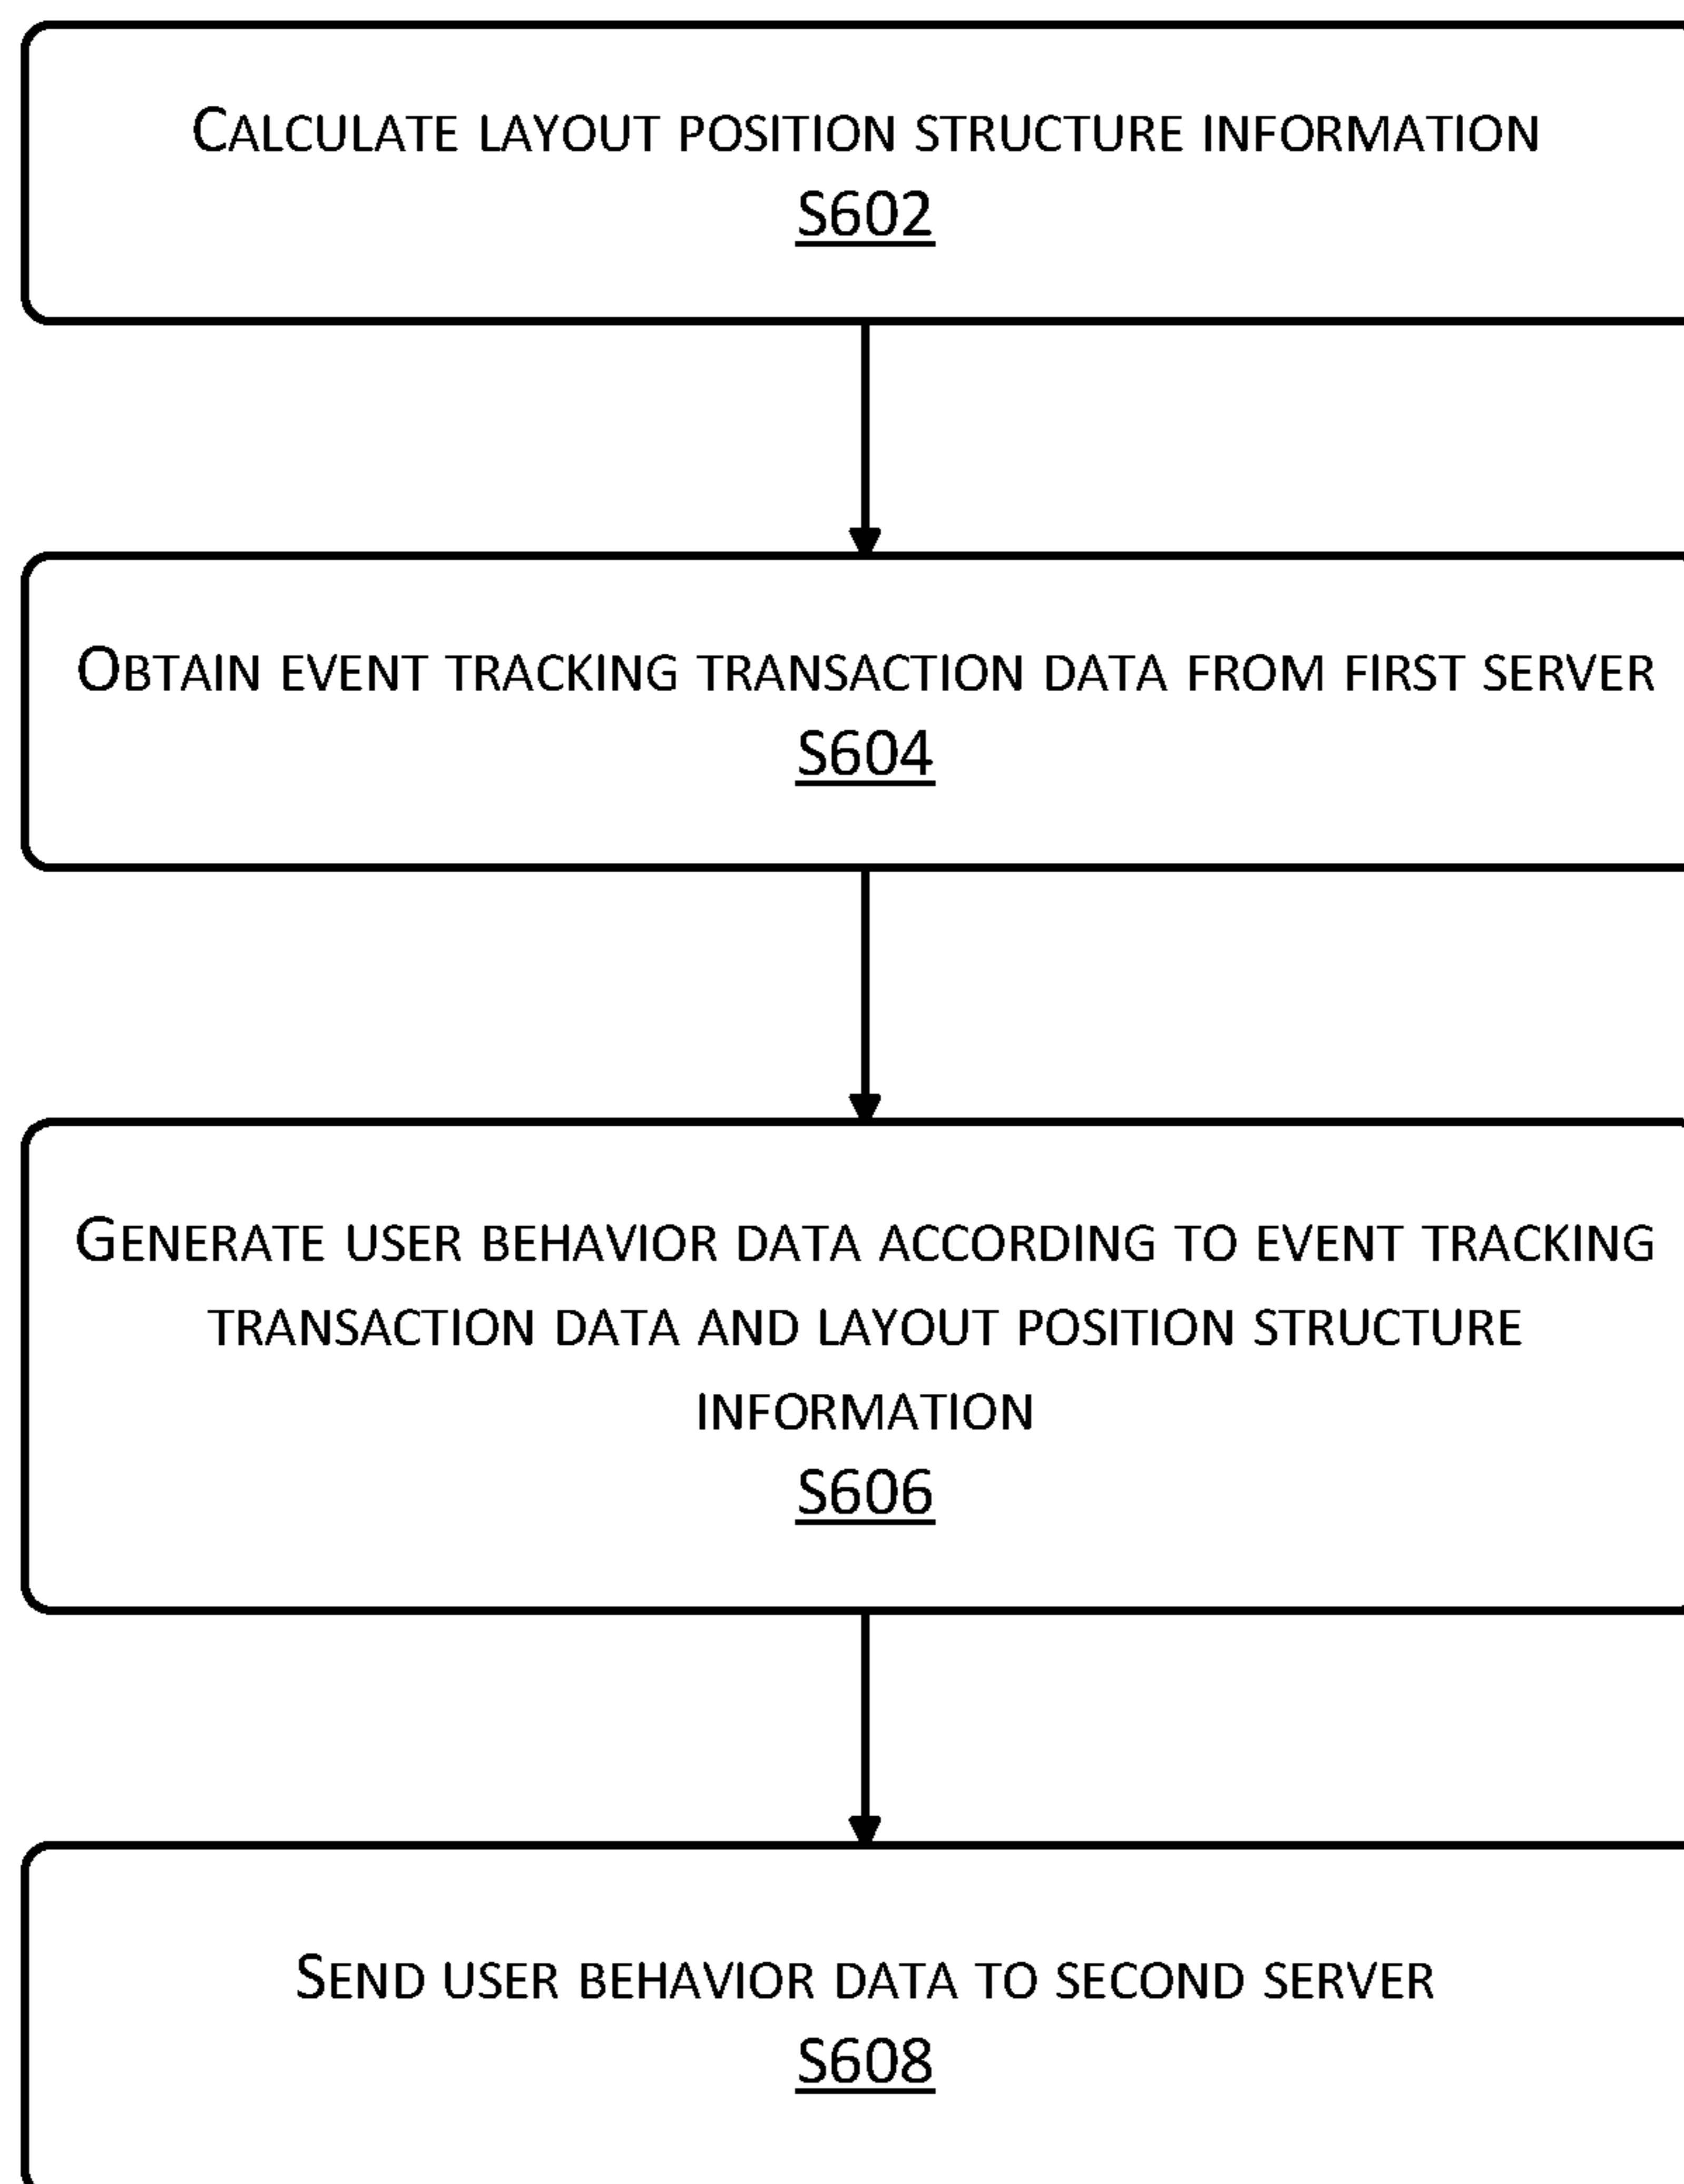 CALCULATE LAYOUT POSITION STRUCTURE INFORMATION
S602
OBTAIN EVENT TRACKING TRANSACTION DATA FROM FIRST SERVER
S604
GENERATE USER BEHAVIOR DATA ACCORDING TO EVENT TRACKING
TRANSACTION DATA AND LAYOUT POSITION STRUCTURE
INFORMATION
S606
SEND USER BEHAVIOR DATA TO SECOND SERVER
S608